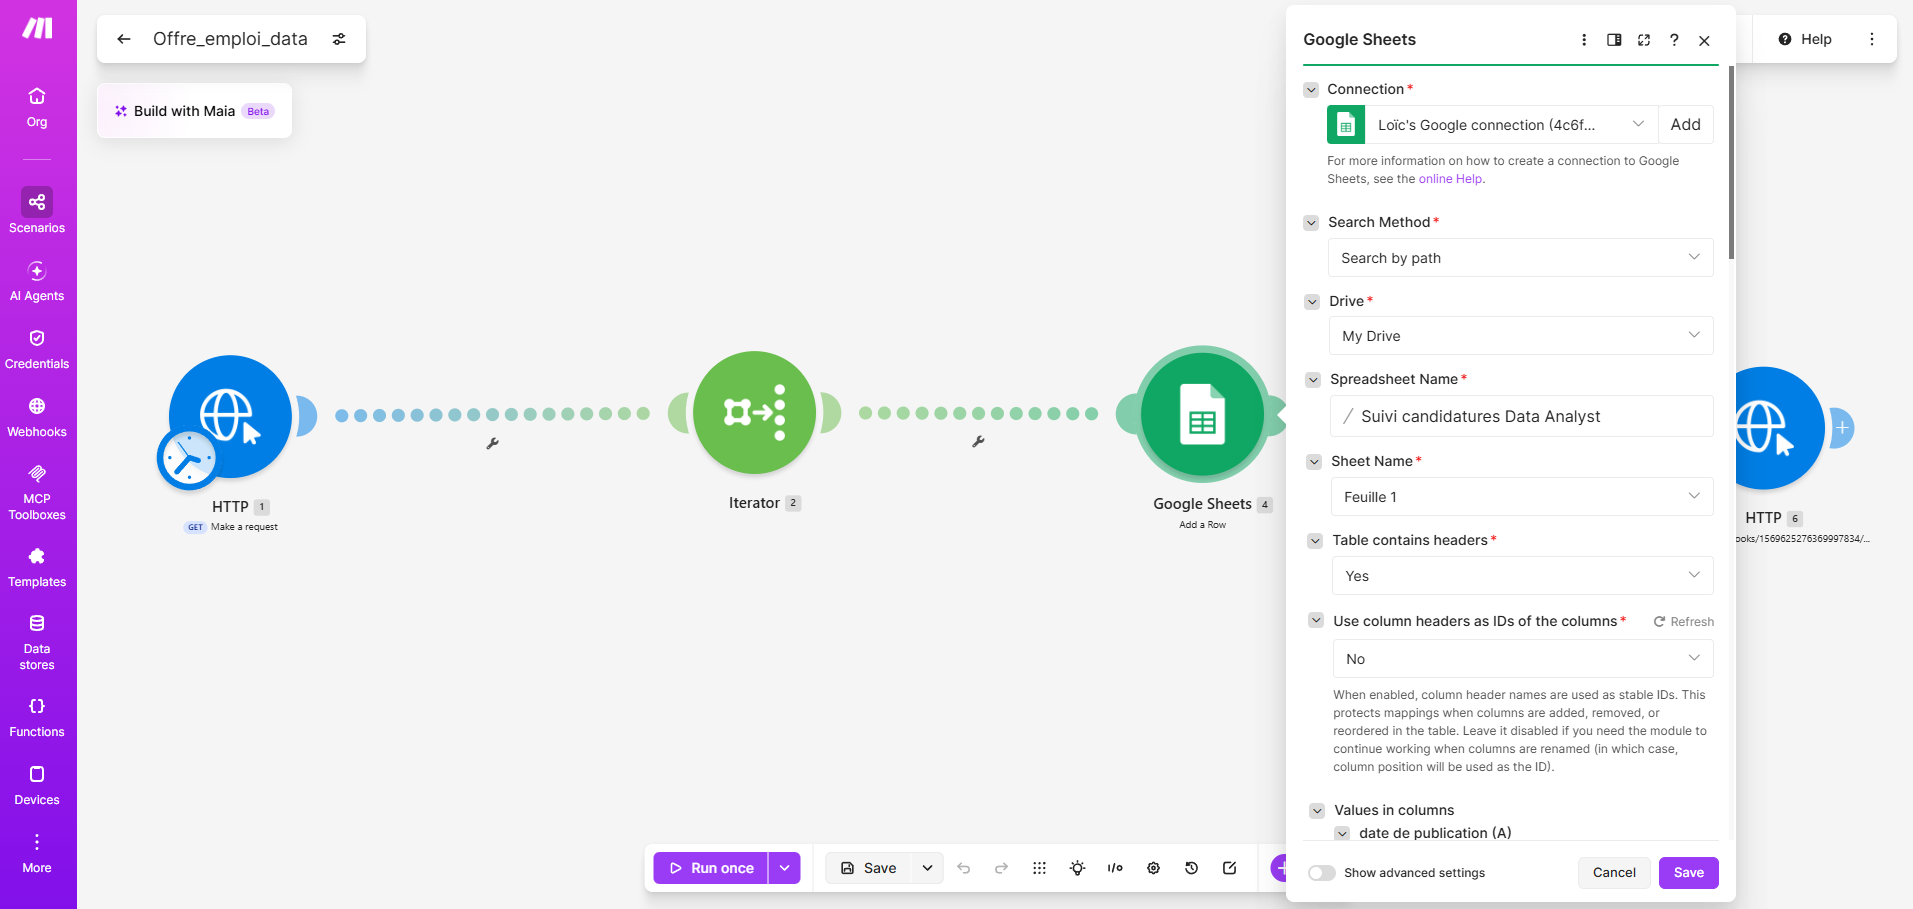 Offre_emploi_data
Build with Maia Beta
Org
Scenarios
AI Agents
Credentials
Webhooks
MCP
Toolboxes
Templates
Data
stores
Functions
Devices
More
HTTP 1
GET Make a request
Iterator 2
Google Sheets 4
Add a Row
HTTP 6
ooks/1569625276369997834/...
Run once
Save
Help
Google Sheets
Connection *
Loïc's Google connection (4c6f...
Add
For more information on how to create a connection to Google
Sheets, see the online Help.
Search Method *
Search by path
Drive *
My Drive
Spreadsheet Name *
/ Suivi candidatures Data Analyst
Sheet Name *
Feuille 1
Table contains headers *
Yes
Use column headers as IDs of the columns * Refresh
No
When enabled, column header names are used as stable IDs. This
protects mappings when columns are added, removed, or
reordered in the table. Leave it disabled if you need the module to
continue working when columns are renamed (in which case,
column position will be used as the ID).
Values in columns
date de publication (A)
Show advanced settings
Cancel
Save